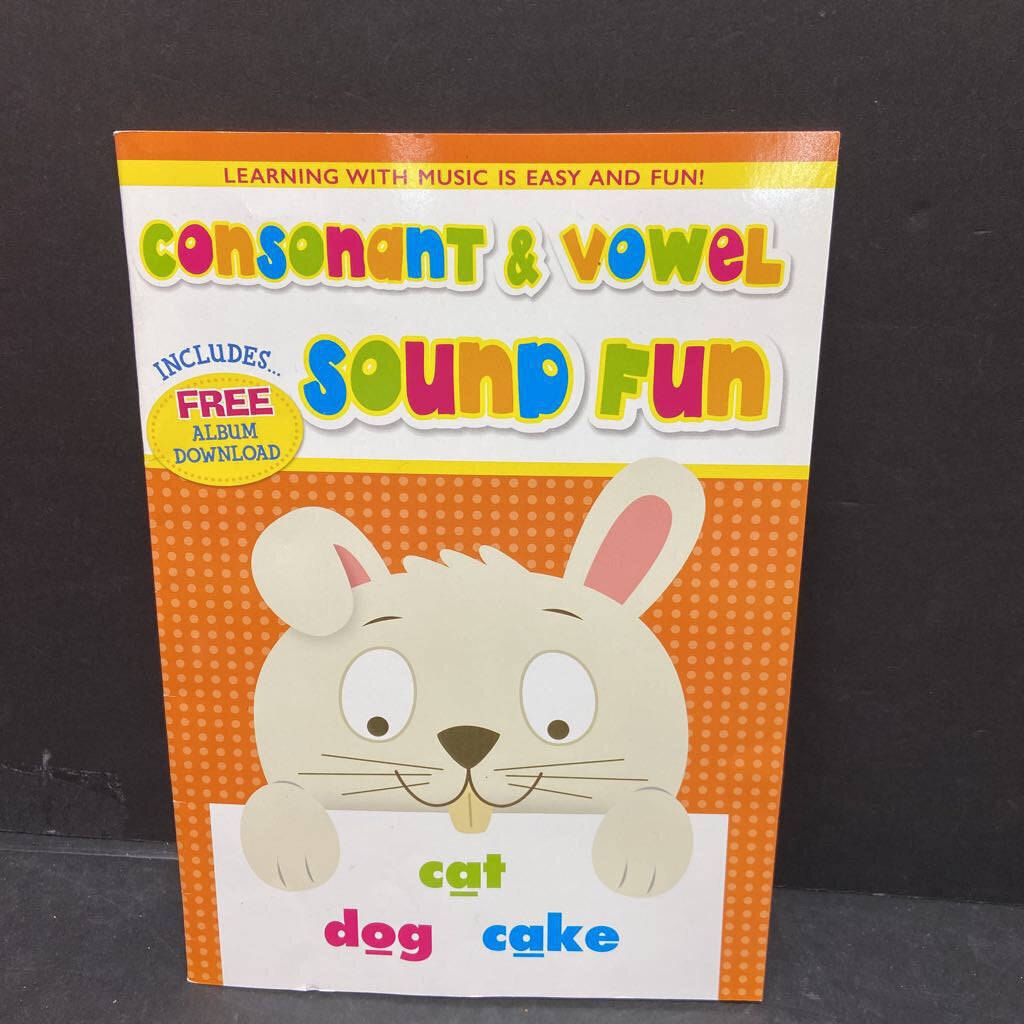 LEARNING WITH MUSIC IS EASY AND FUN!
CONSONANT & VOWEL
SOUND FUN
INCLUDES...
FREE
ALBUM
DOWNLOAD
cat
dog cake